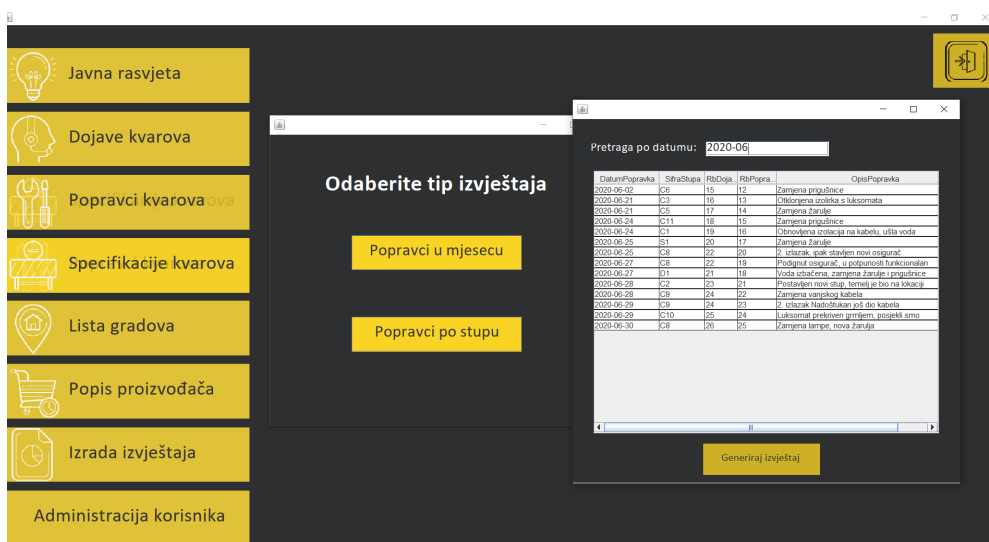 Javna rasvjeta
Dojave kvarova
Popravci kvarova
Specifikacije kvarova
Lista gradova
Popis proizvođača
Izrada izvještaja
Administracija korisnika
Odaberite tip izvještaja
Popravci u mjesecu
Popravci po stupu
Pretraga po datumu: 2020-06
DatumPopravka SifraStupa RbDoja... RbPopra... OpisPopravka
2020-06-02 C6 15 12 Zamjena prigušnice
2020-06-21 C3 16 13 Otklonjena izolirka s luksomata
2020-06-21 C5 17 14 Zamjena žarulje
2020-06-24 C11 18 15 Zamjena prigušnice
2020-06-24 C1 19 16 Obnovljena izolacija na kabelu, ušla voda
2020-06-25 S1 20 17 Zamjena žarulje
2020-06-25 C8 22 20 2. izlazak, ipak stavljen novi osigurač
2020-06-27 C8 22 19 Podignut osigurač, u potpunosti funkcionalan
2020-06-27 D1 21 18 Voda izbačena, zamjena žarulje i prigušnice
2020-06-28 C2 23 21 Postavljen novi stup, temelj je bio na lokaciji
2020-06-28 C9 24 22 Zamjena vanjskog kabela
2020-06-29 C9 24 23 2. izlazak Nadoštukan još dio kabela
2020-06-29 C10 25 24 Luksomat prekriven grmljem, posjekli smo
2020-06-30 C8 26 25 Zamjena lampe, nova žarulja
Generiraj izvještaj